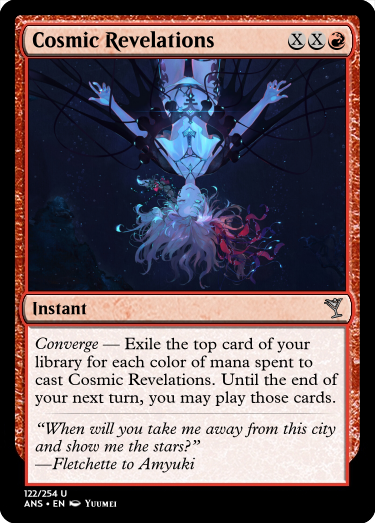 Cosmic Revelations X X
Instant
Converge — Exile the top card of your
library for each color of mana spent to
cast Cosmic Revelations. Until the end of
your next turn, you may play those cards.
“When will you take me away from this city
and show me the stars?”
—Fletchette to Amyuki
122/254 U
ANS • EN Yuumei